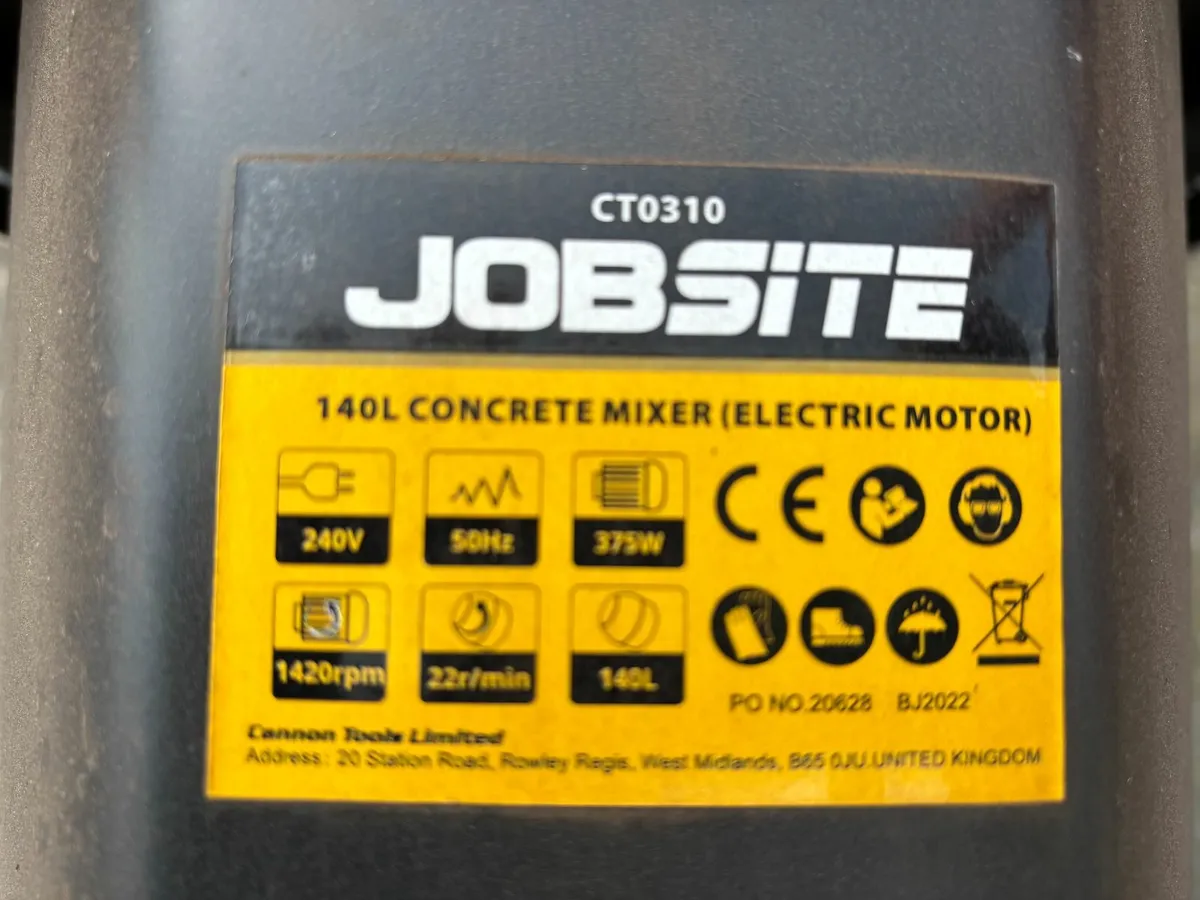 CT0310
JOBSITE
140L CONCRETE MIXER (ELECTRIC MOTOR)
240V 50Hz 375W CE
1420rpm 22r/min 140L
PO NO.20628 BJ2022
Cannon Tools Limited
Address: 20 Station Road, Rowley Regis, West Midlands, B65 0JU.UNITED KINGDOM